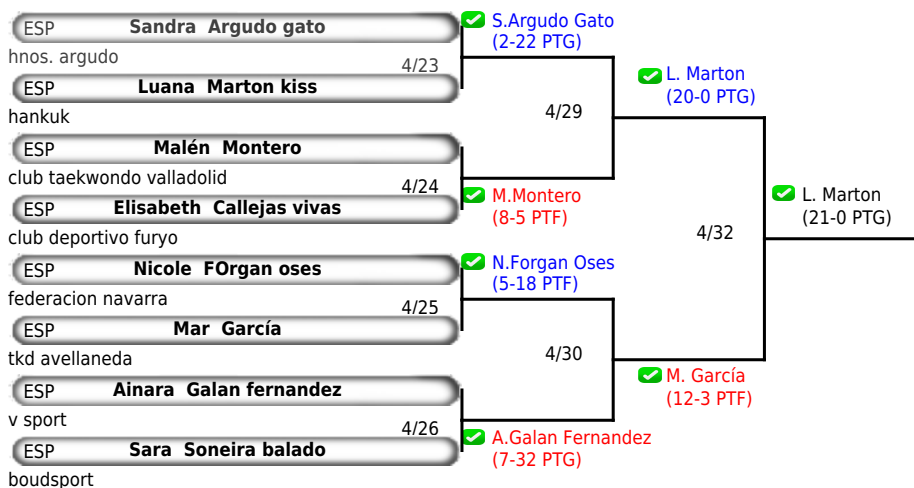 ESP Sandra Argudo gato
hnos. argudo
4/23
ESP Luana Marton kiss
hankuk
ESP Malén Montero
club taekwondo valladolid
4/24
ESP Elisabeth Callejas vivas
club deportivo furyo
ESP Nicole FOrgan oses
federacion navarra
4/25
ESP Mar García
tkd avellaneda
ESP Ainara Galan fernandez
v sport
4/26
ESP Sara Soneira balado
boudsport
S.Argudo Gato
(2-22 PTG)
4/29
M.Montero
(8-5 PTF)
N.Forgan Oses
(5-18 PTF)
4/30
A.Galan Fernandez
(7-32 PTG)
L. Marton
(20-0 PTG)
4/32
M. García
(12-3 PTF)
L. Marton
(21-0 PTG)